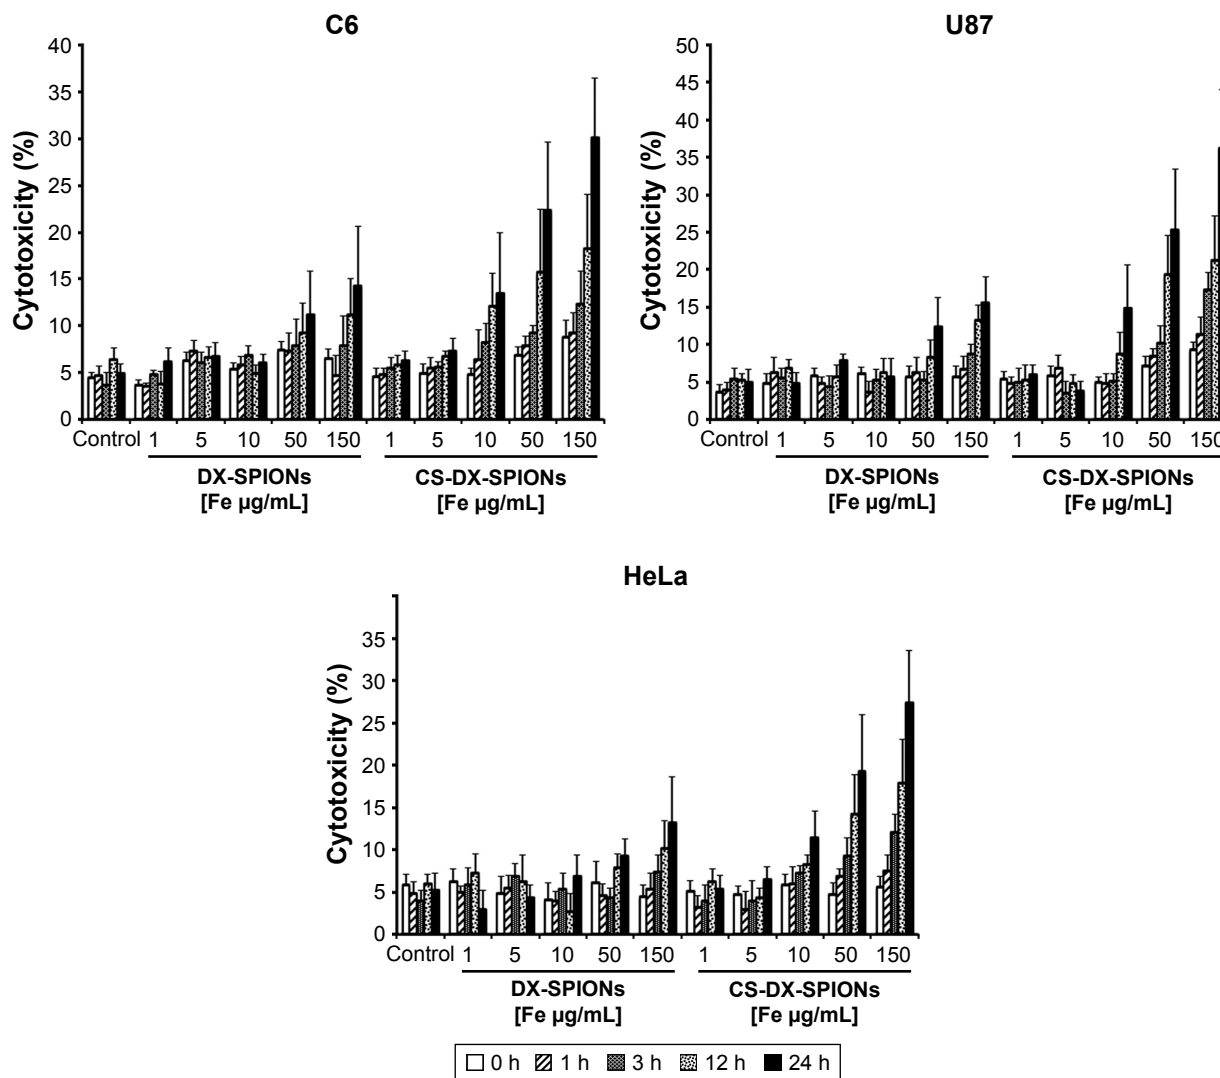 C6
40
35
30
25
20
15
10
5
0
Cytotoxicity (%)
Control 1 5 10 50 150 1 5 10 50 150
DX-SPIONs
[Fe µg/mL]
CS-DX-SPIONs
[Fe µg/mL]
U87
50
45
40
35
30
25
20
15
10
5
0
Cytotoxicity (%)
Control 1 5 10 50 150 1 5 10 50 150
DX-SPIONs
[Fe µg/mL]
CS-DX-SPIONs
[Fe µg/mL]
HeLa
35
30
25
20
15
10
5
0
Cytotoxicity (%)
Control 1 5 10 50 150 1 5 10 50 150
DX-SPIONs
[Fe µg/mL]
CS-DX-SPIONs
[Fe µg/mL]
0 h 1 h 3 h 12 h 24 h